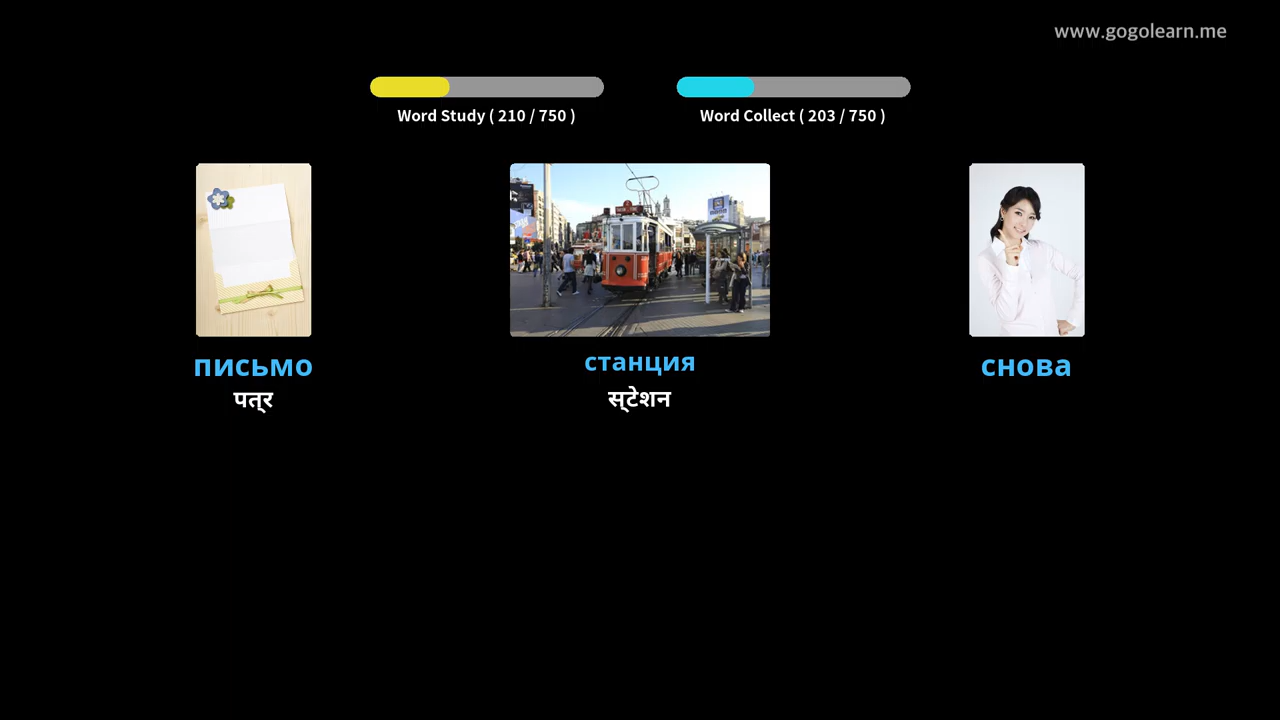 www.gogolearn.me
Word Study ( 210 / 750 )
Word Collect ( 203 / 750 )
письмо
станция
снова
पत्र
स्टेशन